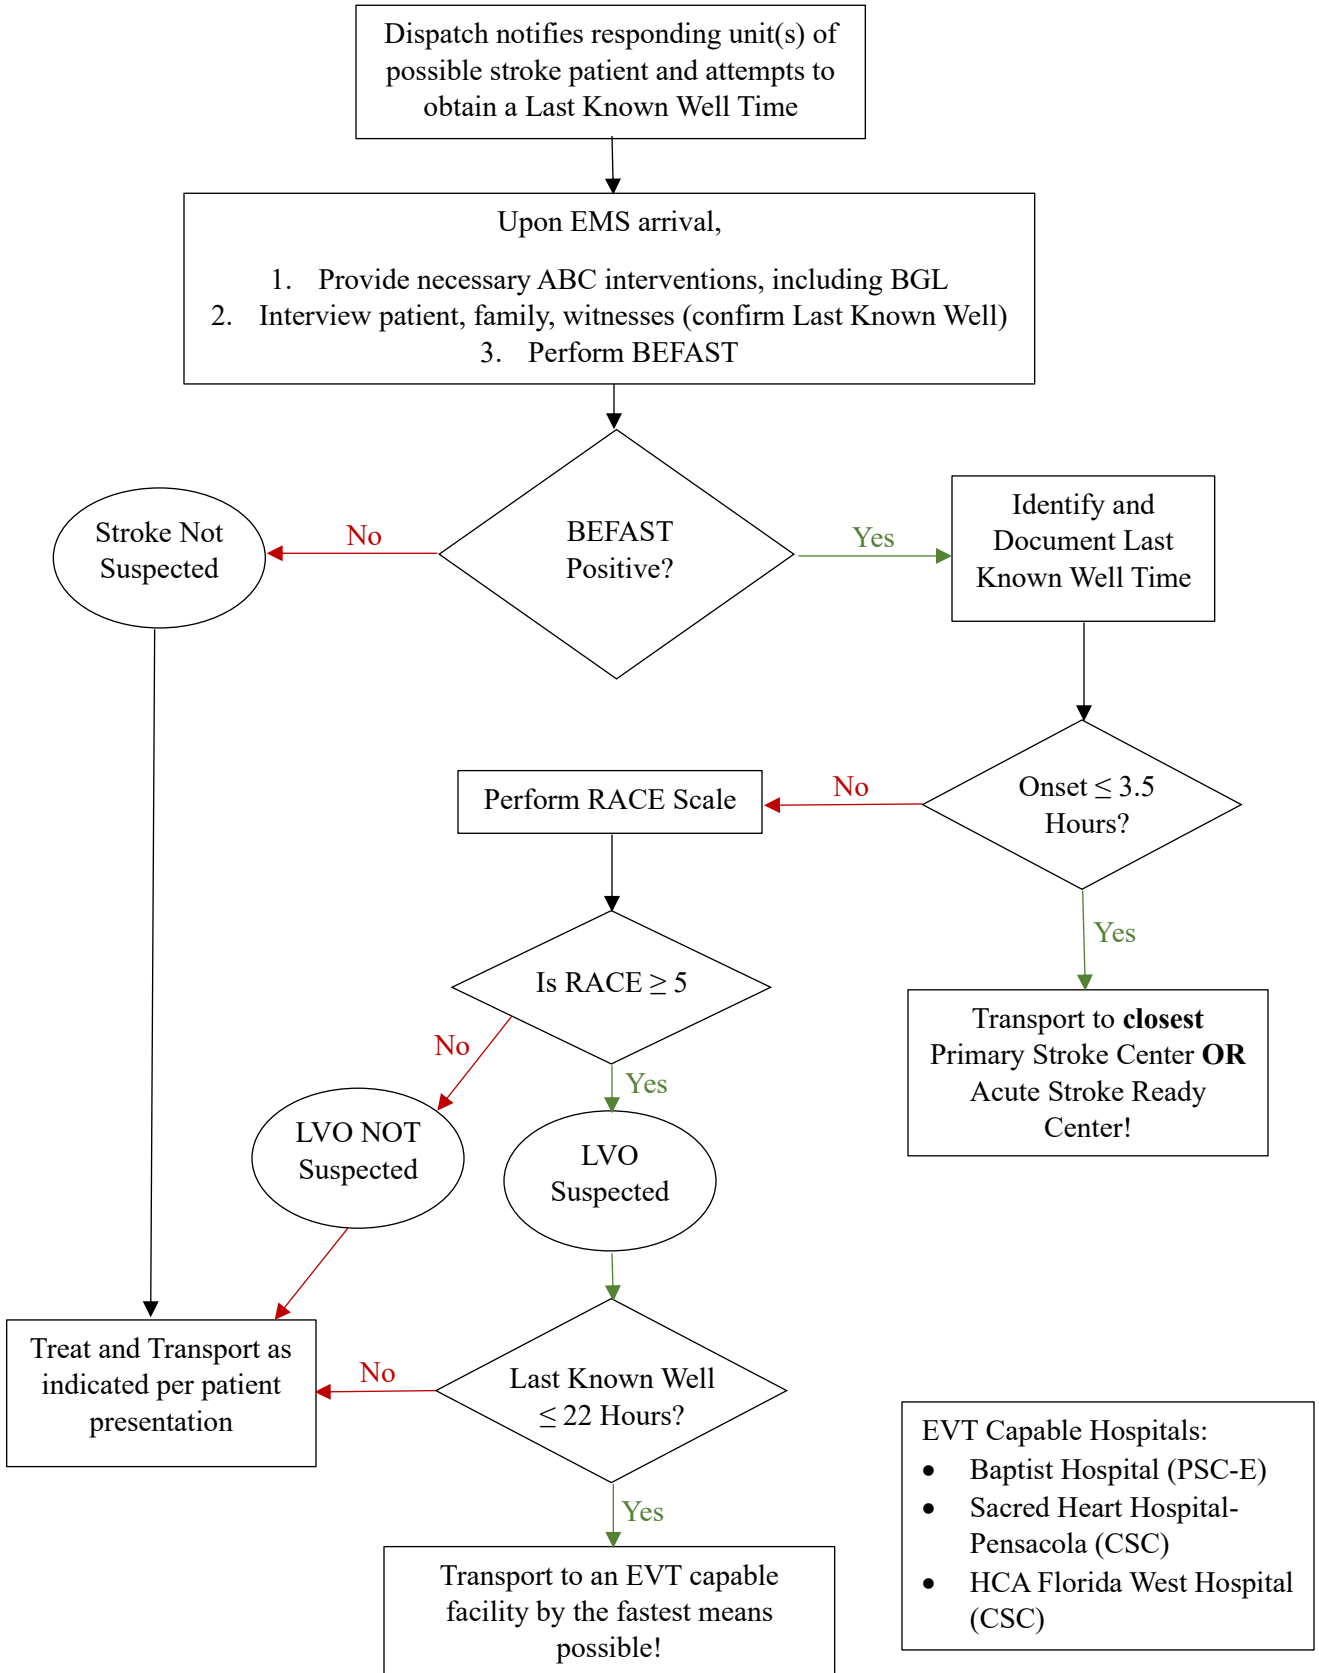 Dispatch notifies responding unit(s) of
possible stroke patient and attempts to
obtain a Last Known Well Time
Upon EMS arrival,
1. Provide necessary ABC interventions, including BGL
2. Interview patient, family, witnesses (confirm Last Known Well)
3. Perform BEFAST
BEFAST
Positive?
No
Stroke Not
Suspected
Yes
Identify and
Document Last
Known Well Time
Onset ≤ 3.5
Hours?
No
Perform RACE Scale
Yes
Transport to closest
Primary Stroke Center OR
Acute Stroke Ready
Center!
Is RACE ≥ 5
No
LVO NOT
Suspected
Yes
LVO
Suspected
Last Known Well
≤ 22 Hours?
No
Treat and Transport as
indicated per patient
presentation
Yes
Transport to an EVT capable
facility by the fastest means
possible!
EVT Capable Hospitals:
• Baptist Hospital (PSC-E)
• Sacred Heart Hospital-
Pensacola (CSC)
• HCA Florida West Hospital
(CSC)